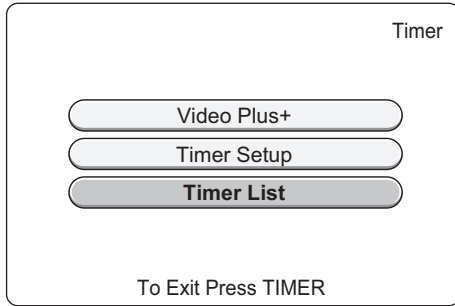 Timer
Video Plus+
Timer Setup
Timer List
To Exit Press TIMER